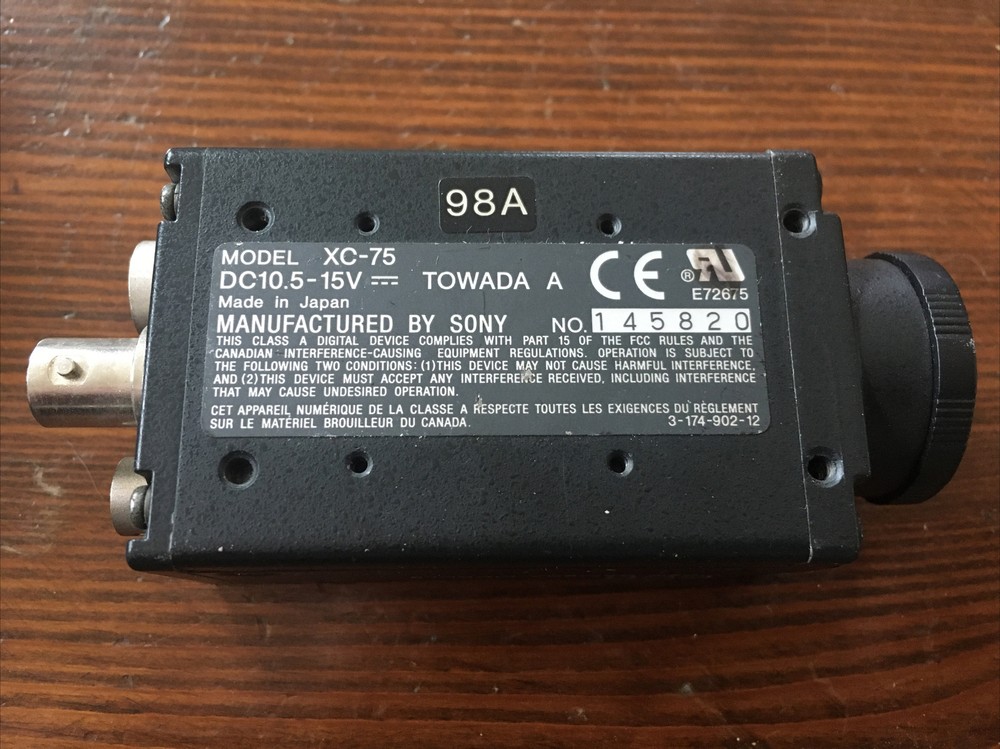 98A
MODEL XC-75
DC10.5-15V ⎓ TOWADA A CE ® RU
Made in Japan E72675
MANUFACTURED BY SONY NO. 145820
THIS CLASS A DIGITAL DEVICE COMPLIES WITH PART 15 OF THE FCC RULES AND THE
CANADIAN INTERFERENCE-CAUSING EQUIPMENT REGULATIONS. OPERATION IS SUBJECT TO
THE FOLLOWING TWO CONDITIONS: (1)THIS DEVICE MAY NOT CAUSE HARMFUL INTERFERENCE,
AND (2)THIS DEVICE MUST ACCEPT ANY INTERFERENCE RECEIVED, INCLUDING INTERFERENCE
THAT MAY CAUSE UNDESIRED OPERATION.
CET APPAREIL NUMÉRIQUE DE LA CLASSE A RESPECTE TOUTES LES EXIGENCES DU RÈGLEMENT
SUR LE MATÉRIEL BROUILLEUR DU CANADA. 3-174-902-12